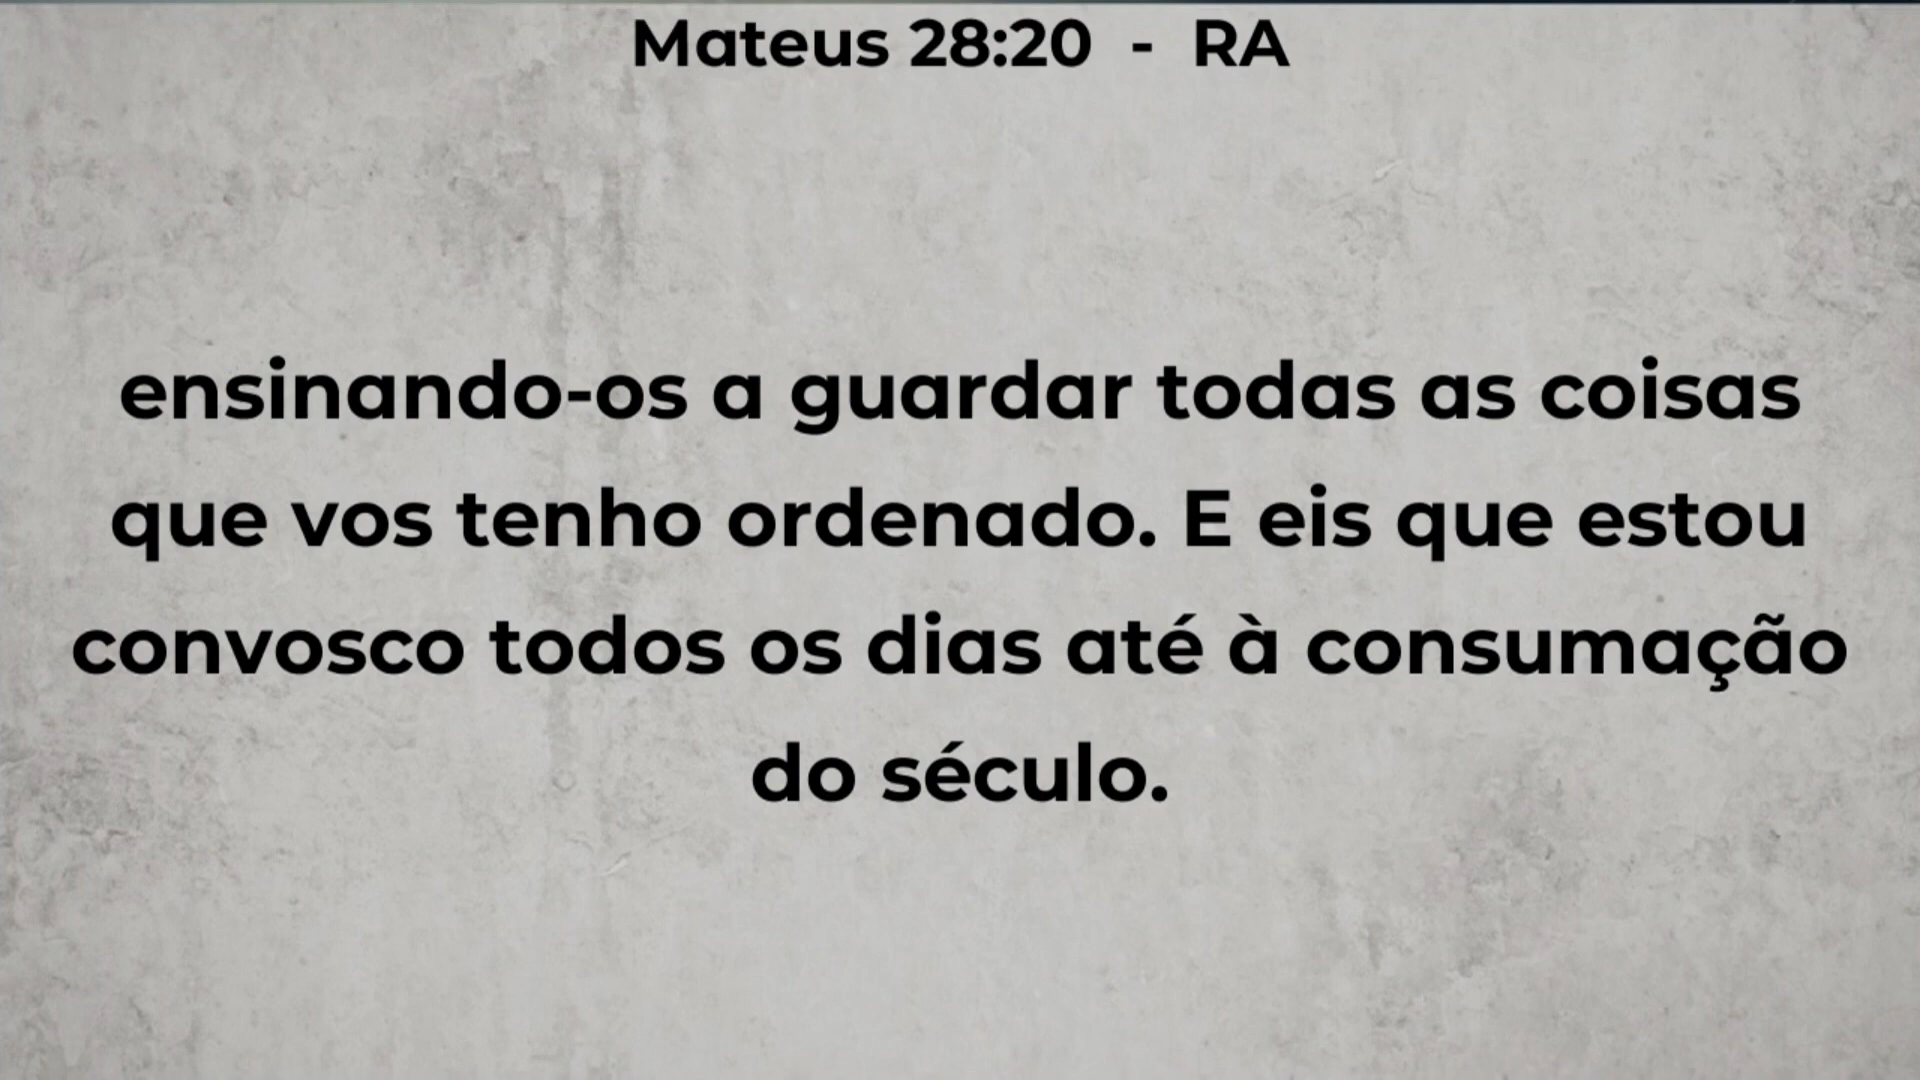 Mateus 28:20 - RA
ensinando-os a guardar todas as coisas
que vos tenho ordenado. E eis que estou
convosco todos os dias até à consumação
do século.